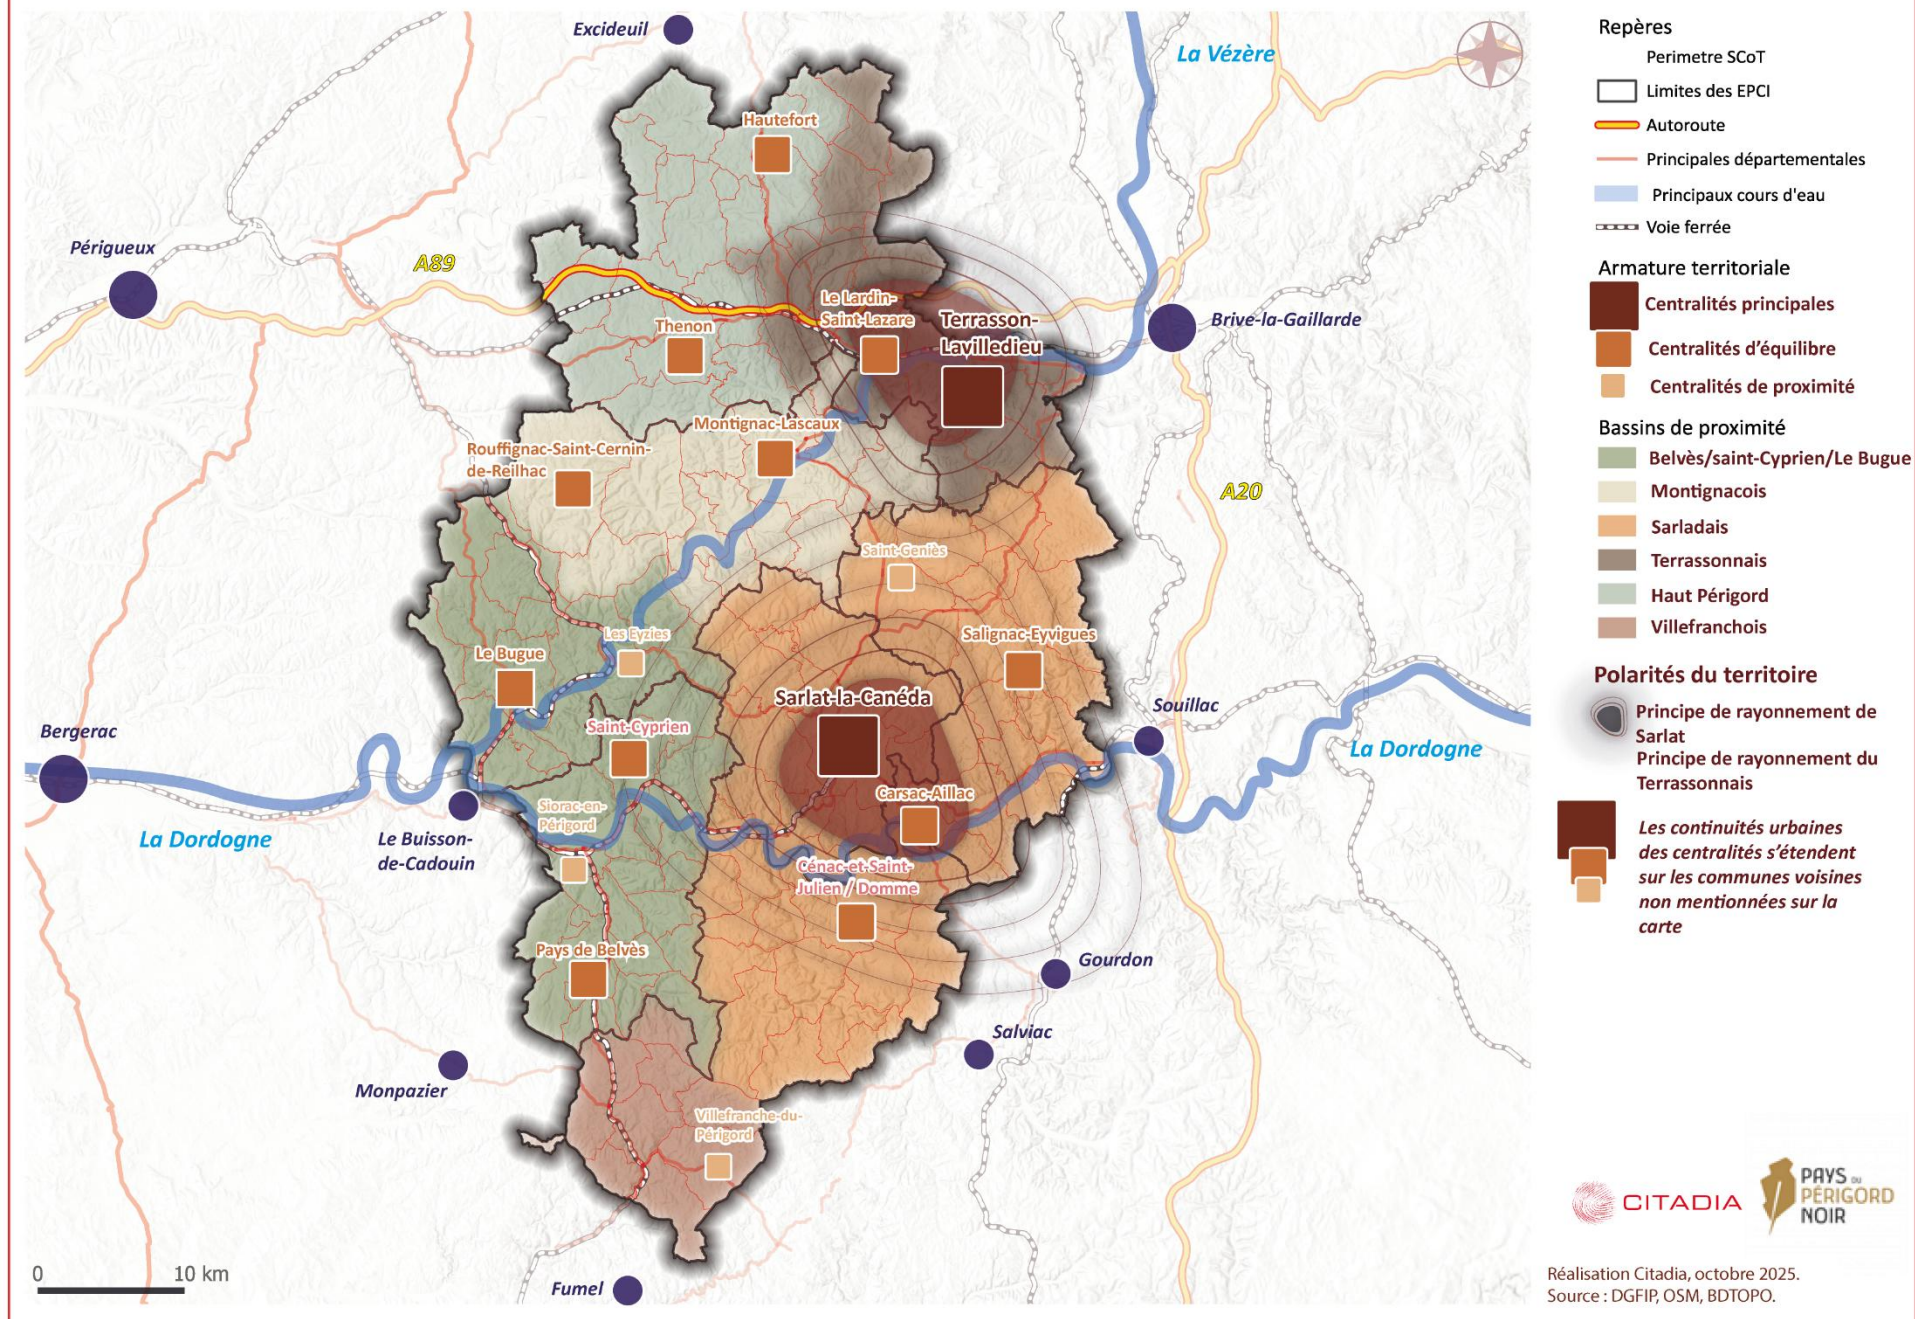 Excideuil
La Vézère
Hautefort
Périgueux
A89
Le Lardin-
Saint-Lazare
Terrasson-
Lavilledieu
Brive-la-Gaillarde
Thenon
Montignac-Lascaux
Rouffignac-Saint-Cernin-
de-Reilhac
A20
Saint-Geniès
Les Eyzies
Salignac-Eyvigues
Le Bugue
Sarlat-la-Canéda
Souillac
Saint-Cyprien
Bergerac
La Dordogne
Carsac-Aillac
Siorac-en-
Périgord
La Dordogne
Le Buisson-
de-Cadouin
Cénac-et-Saint-
Julien / Domme
Pays de Belvès
Gourdon
Salviac
Monpazier
Villefranche-du-
Périgord
Fumel
0 10 km
Repères
Perimetre SCoT
Limites des EPCI
Autoroute
Principales départementales
Principaux cours d'eau
Voie ferrée
Armature territoriale
Centralités principales
Centralités d'équilibre
Centralités de proximité
Bassins de proximité
Belvès/saint-Cyprien/Le Bugue
Montignacois
Sarladais
Terrassonnais
Haut Périgord
Villefranchois
Polarités du territoire
Principe de rayonnement de
Sarlat
Principe de rayonnement du
Terrassonnais
Les continuités urbaines
des centralités s'étendent
sur les communes voisines
non mentionnées sur la
carte
CITADIA
PAYS DU
PÉRIGORD
NOIR
Réalisation Citadia, octobre 2025.
Source : DGFIP, OSM, BDTOPO.